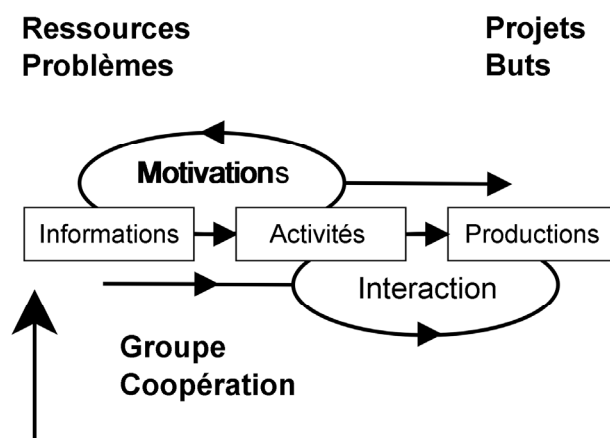 Ressources
Problèmes
Projets
Buts
Motivations
Informations
Activités
Productions
Interaction
Groupe
Coopération